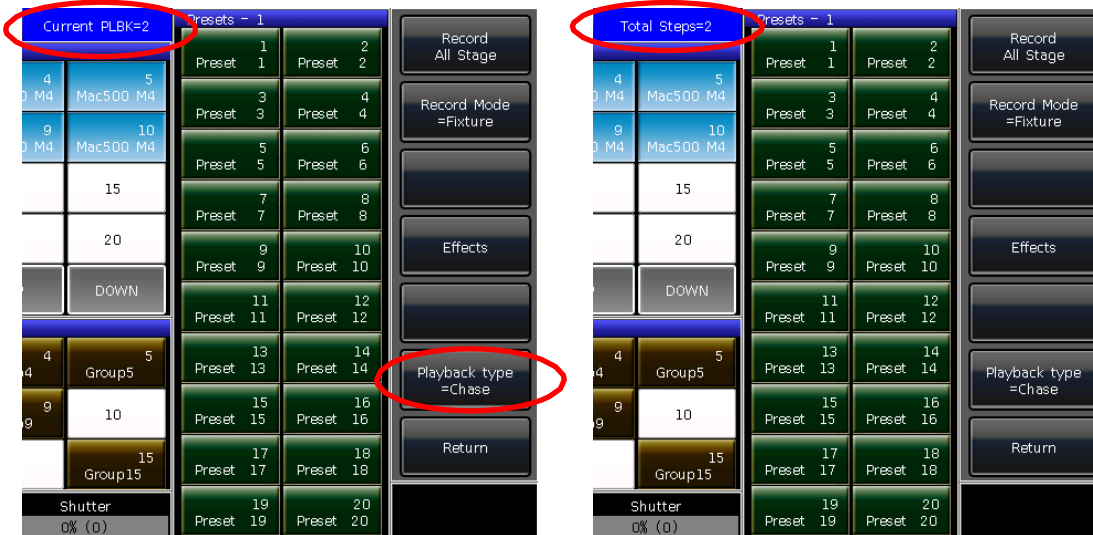 Current PLBK=2
4
M4
5
Mac500 M4
9
M4
10
Mac500 M4
15
20
DOWN
4
5
Group5
9
10
15
Group15
Shutter
0% (0)
Presets - 1
1
Preset 1
2
Preset 2
3
Preset 3
4
Preset 4
5
Preset 5
6
Preset 6
7
Preset 7
8
Preset 8
9
Preset 9
10
Preset 10
11
Preset 11
12
Preset 12
13
Preset 13
14
Preset 14
15
Preset 15
16
Preset 16
17
Preset 17
18
Preset 18
19
Preset 19
20
Preset 20
Record
All Stage
Record Mode
=Fixture
Effects
Playback type
=Chase
Return
Total Steps=2
4
M4
5
Mac500 M4
9
M4
10
Mac500 M4
15
20
DOWN
4
5
Group5
9
10
15
Group15
Shutter
0% (0)
Presets - 1
1
Preset 1
2
Preset 2
3
Preset 3
4
Preset 4
5
Preset 5
6
Preset 6
7
Preset 7
8
Preset 8
9
Preset 9
10
Preset 10
11
Preset 11
12
Preset 12
13
Preset 13
14
Preset 14
15
Preset 15
16
Preset 16
17
Preset 17
18
Preset 18
19
Preset 19
20
Preset 20
Record
All Stage
Record Mode
=Fixture
Effects
Playback type
=Chase
Return